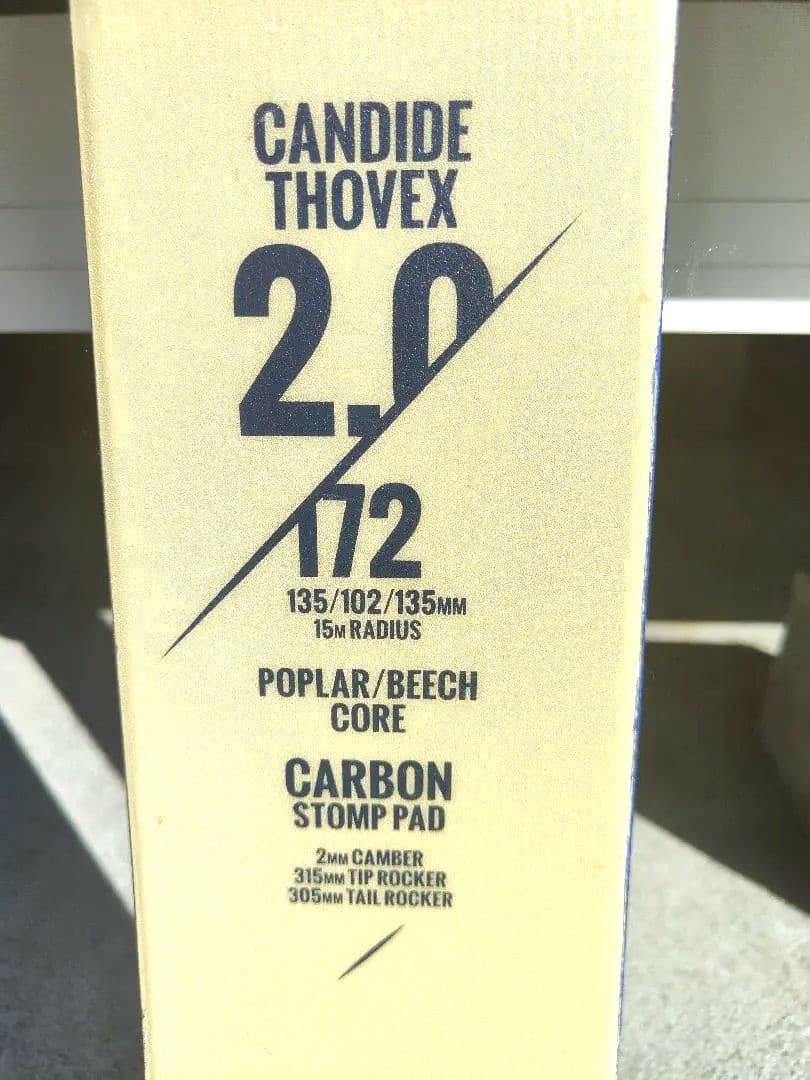 CANDIDE
THOVEX
2.0
172
135/102/135MM
15M RADIUS
POPLAR/BEECH
CORE
CARBON
STOMP PAD
2MM CAMBER
315MM TIP ROCKER
305MM TAIL ROCKER